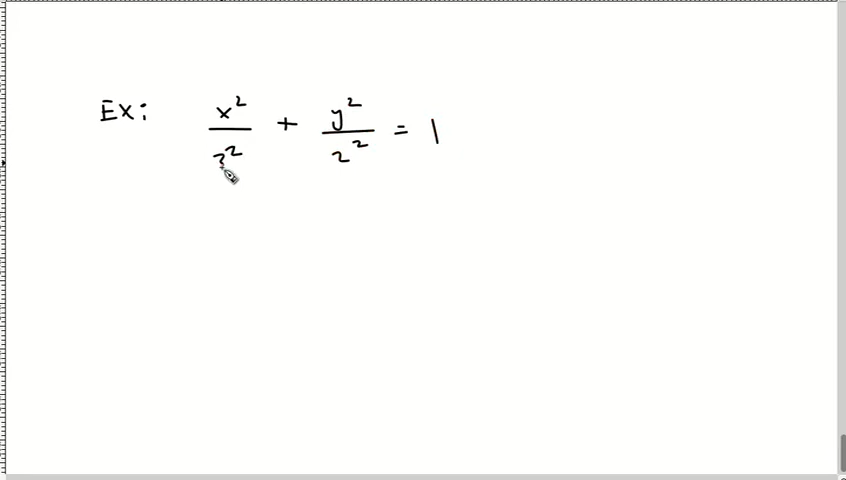 Ex: x²/3² + y²/2² = 1